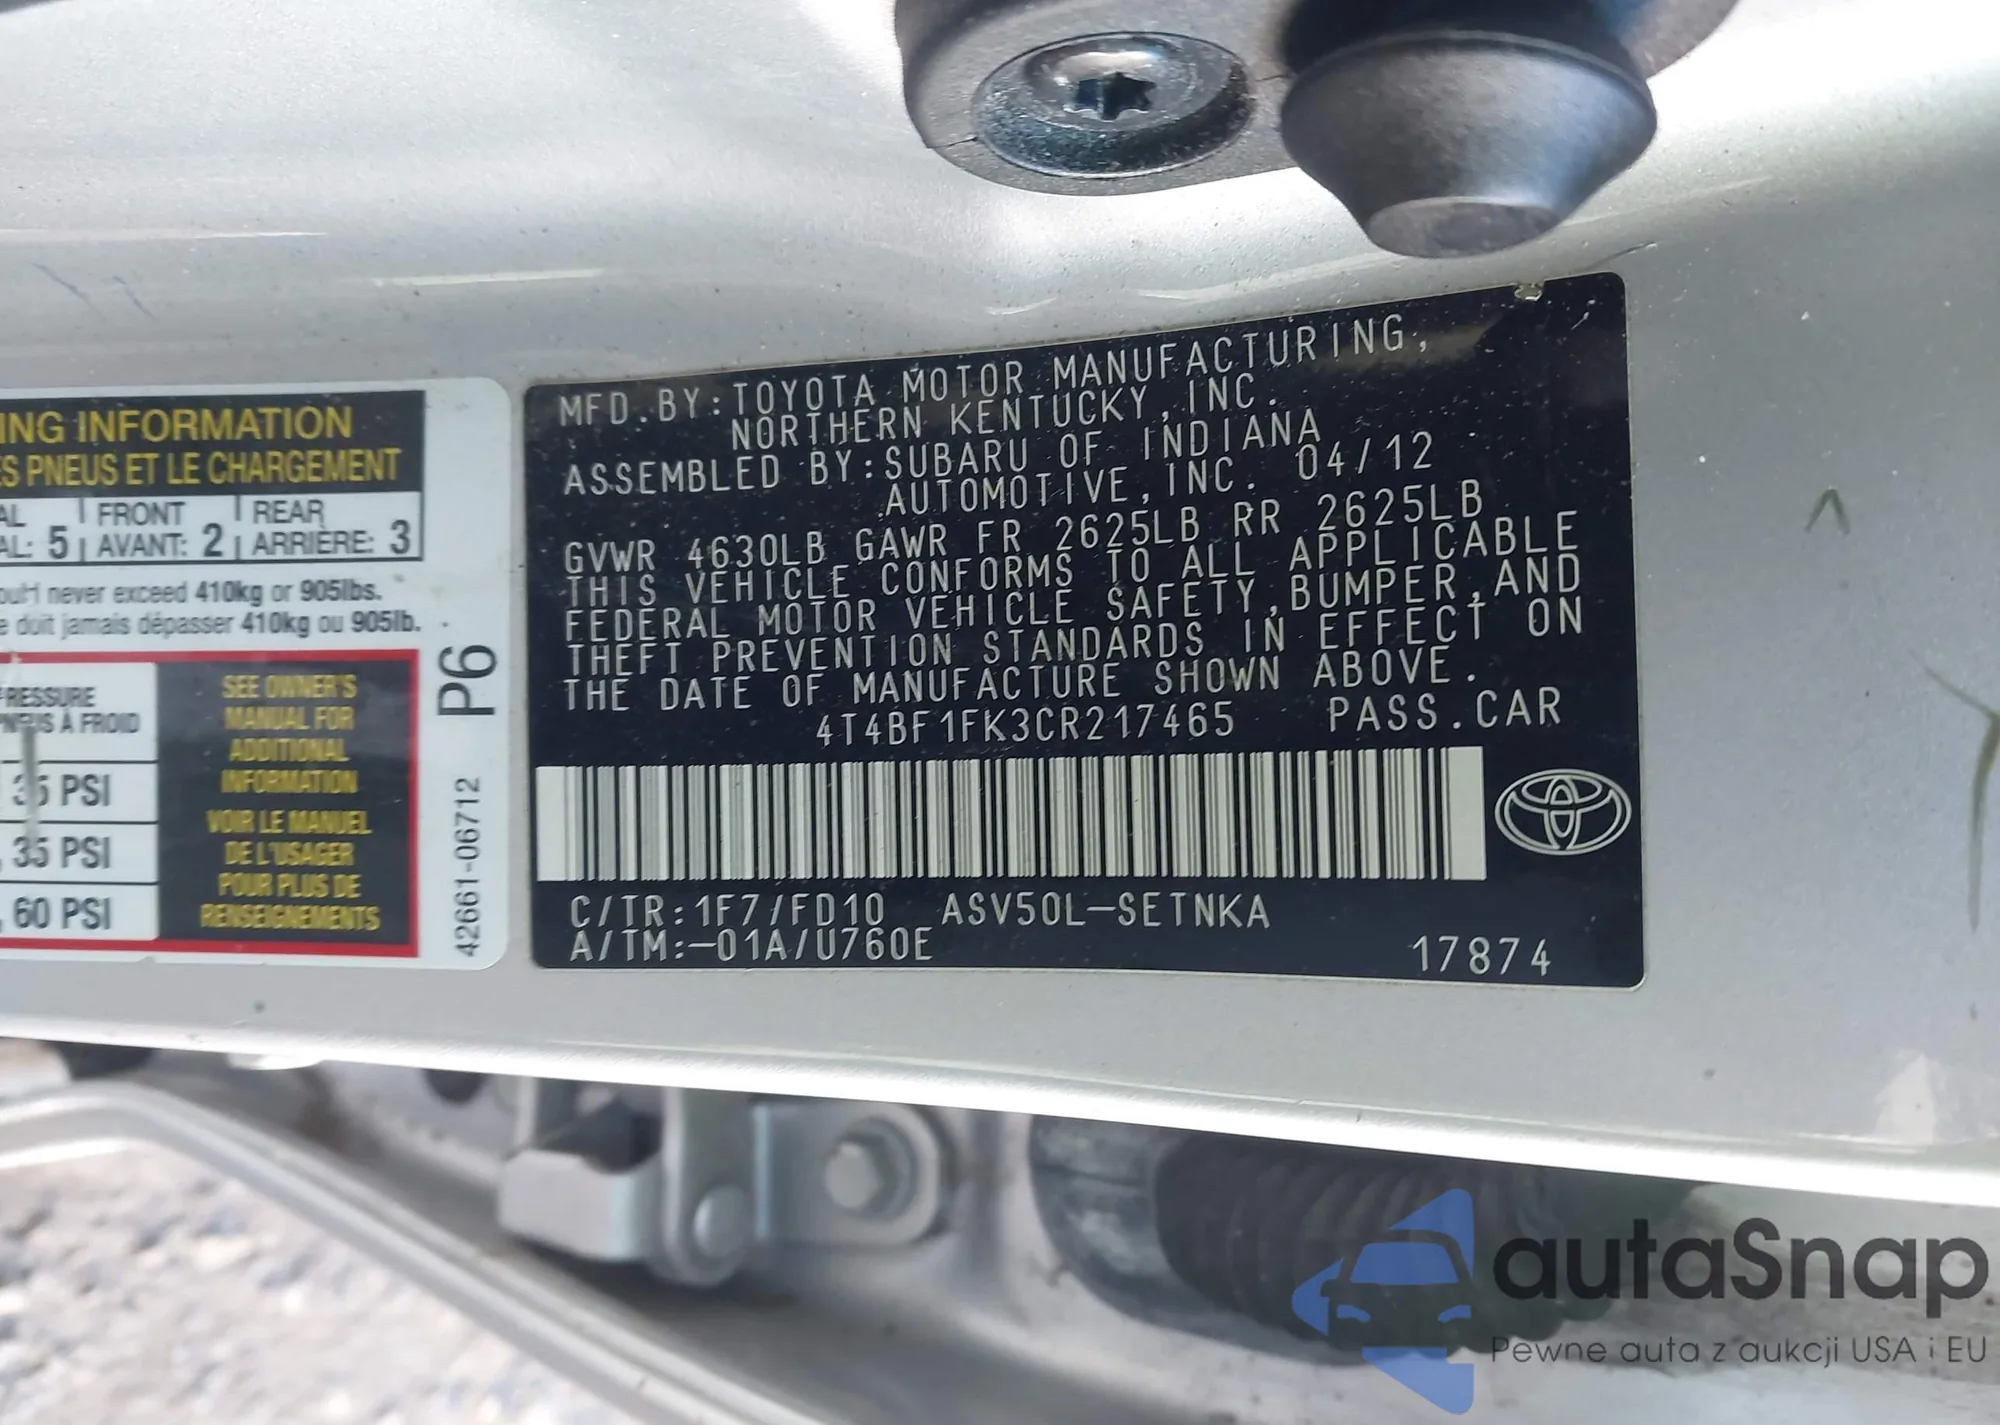 ING INFORMATION
ES PNEUS ET LE CHARGEMENT
AL FRONT REAR
AL: 5 AVANT: 2 ARRIÈRE: 3
never exceed 410kg or 905lbs.
e doit jamais dépasser 410kg ou 905lb.
PRESSURE
PNEUS À FROID
35 PSI
, 35 PSI
, 60 PSI
SEE OWNER'S
MANUAL FOR
ADDITIONAL
INFORMATION
VOIR LE MANUEL
DE L'USAGER
POUR PLUS DE
RENSEIGNEMENTS
P6
42661-06712
MFD.BY:TOYOTA MOTOR MANUFACTURING,
NORTHERN KENTUCKY,INC.
ASSEMBLED BY:SUBARU OF INDIANA
AUTOMOTIVE,INC. 04/12
GVWR 4630LB GAWR FR 2625LB RR 2625LB
THIS VEHICLE CONFORMS TO ALL APPLICABLE
FEDERAL MOTOR VEHICLE SAFETY,BUMPER,AND
THEFT PREVENTION STANDARDS IN EFFECT ON
THE DATE OF MANUFACTURE SHOWN ABOVE.
4T4BF1FK3CR217465 PASS.CAR
C/TR:1F7/FD10 ASV50L-SETNKA
A/TM:-01A/U760E 17874
autaSnap
Pewne auta z aukcji USA i EU